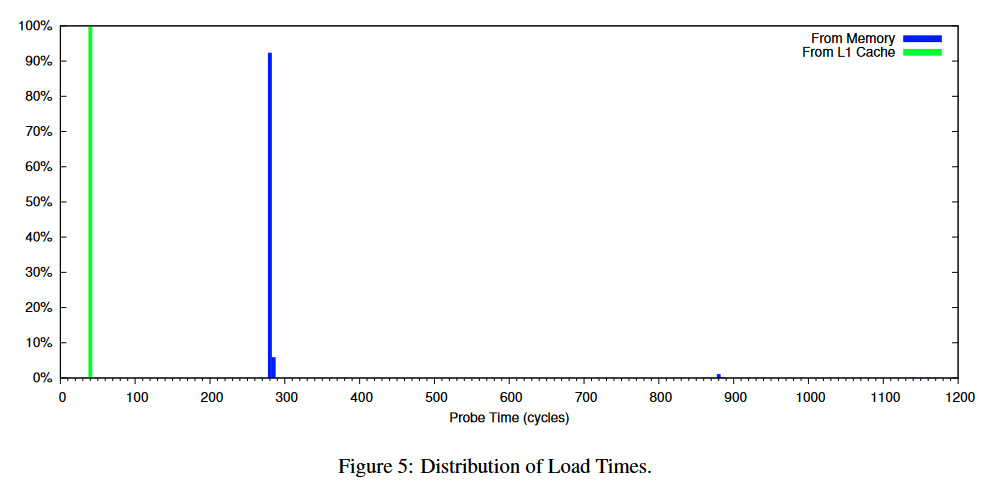 100%
90%
80%
70%
60%
50%
40%
30%
20%
10%
0%
From Memory
From L1 Cache
0 100 200 300 400 500 600 700 800 900 1000 1100 1200
Probe Time (cycles)
Figure 5: Distribution of Load Times.